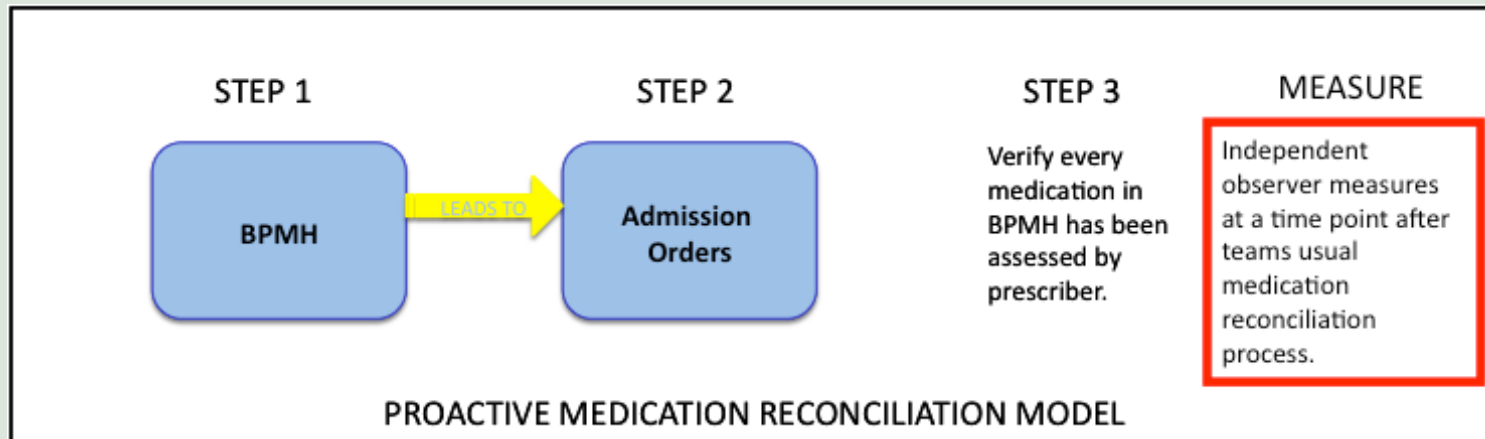 STEP 1
STEP 2
STEP 3
MEASURE
BPMH
LEADS TO
Admission
Orders
Verify every
medication in
BPMH has been
assessed by
prescriber.
Independent
observer measures
at a time point after
teams usual
medication
reconciliation
process.
PROACTIVE MEDICATION RECONCILIATION MODEL